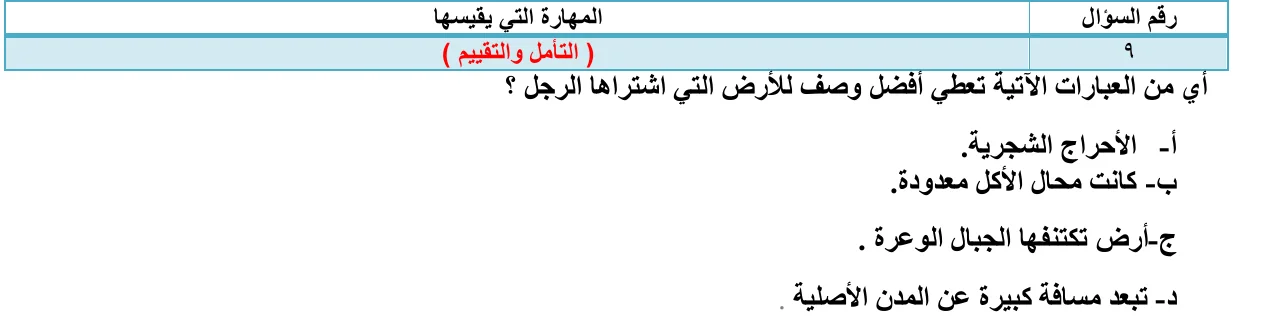 رقم السؤال المهارة التي يقيسها
٩ ( التأمل والتقييم )
أي من العبارات الآتية تعطي أفضل وصف للأرض التي اشتراها الرجل ؟
أ- الأحراج الشجرية.
ب- كانت محال الأكل معدودة.
ج-أرض تكتنفها الجبال الوعرة .
د- تبعد مسافة كبيرة عن المدن الأصلية .